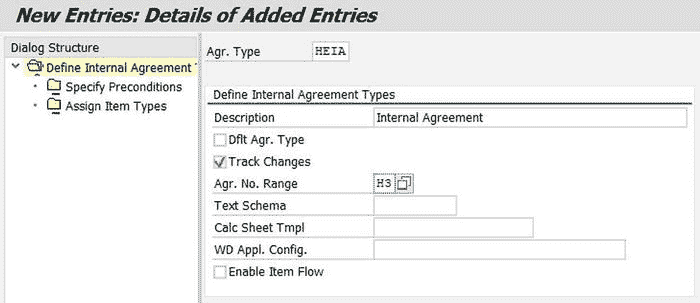 New Entries: Details of Added Entries
Dialog Structure
Define Internal Agreement
Specify Preconditions
Assign Item Types
Agr. Type HEIA
Define Internal Agreement Types
Description Internal Agreement
Dflt Agr. Type
Track Changes
Agr. No. Range H3
Text Schema
Calc Sheet Tmpl
WD Appl. Config.
Enable Item Flow